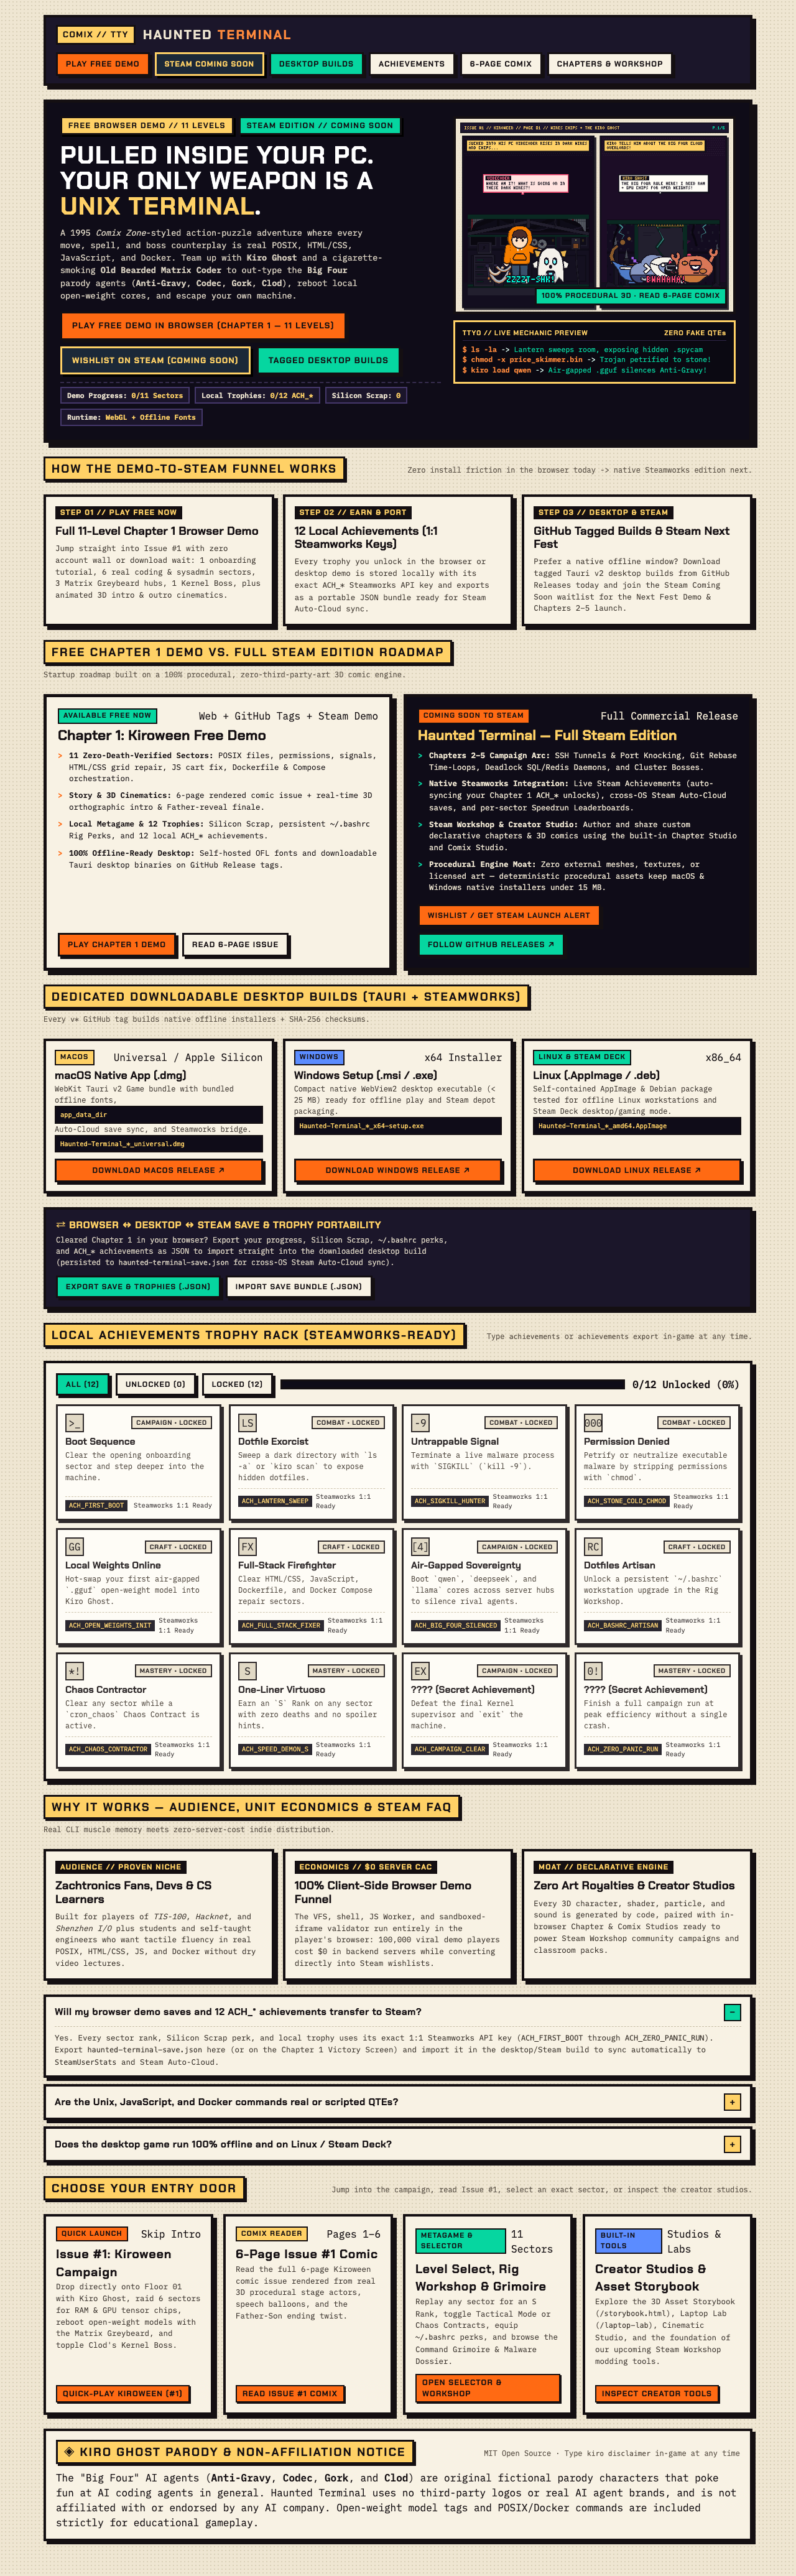 COMIX // TTY
HAUNTED TERMINAL
PLAY FREE DEMO
STEAM COMING SOON
DESKTOP BUILDS
ACHIEVEMENTS
6-PAGE COMIX
CHAPTERS & WORKSHOP
FREE BROWSER DEMO // 11 LEVELS
STEAM EDITION // COMING SOON
PULLED INSIDE YOUR PC.
YOUR ONLY WEAPON IS A
UNIX TERMINAL.
A 1995 Comix Zone-styled action-puzzle adventure where every
move, spell, and boss counterplay is real POSIX, HTML/CSS,
JavaScript, and Docker. Team up with Kiro Ghost and a cigarette-
smoking Old Bearded Matrix Coder to out-type the Big Four
parody agents (Anti-Gravy, Codec, Gork, Clod), reboot local
open-weight cores, and escape your own machine.
PLAY FREE DEMO IN BROWSER (CHAPTER 1 — 11 LEVELS)
WISHLIST ON STEAM (COMING SOON)
TAGGED DESKTOP BUILDS
Demo Progress: 0/11 Sectors
Local Trophies: 0/12 ACH_*
Silicon Scrap: 0
Runtime: WebGL + Offline Fonts
100% PROCEDURAL 3D · READ 6-PAGE COMIX
TTY0 // LIVE MECHANIC PREVIEW
ZERO FAKE QTEs
$ ls -la -> Lantern sweeps room, exposing hidden .spycam
$ chmod -x price_skimmer.bin -> Trojan petrified to stone!
$ kiro load qwen -> Air-gapped .gguf silences Anti-Gravy!
HOW THE DEMO-TO-STEAM FUNNEL WORKS
Zero install friction in the browser today -> native Steamworks edition next.
STEP 01 // PLAY FREE NOW
Full 11-Level Chapter 1 Browser Demo
Jump straight into Issue #1 with zero
account wall or download wait: 1 onboarding
tutorial, 6 real coding & sysadmin sectors,
3 Matrix Greybeard hubs, 1 Kernel Boss, plus
animated 3D intro & outro cinematics.
STEP 02 // EARN & PORT
12 Local Achievements (1:1
Steamworks Keys)
Every trophy you unlock in the browser or
desktop demo is stored locally with its
exact ACH_* Steamworks API key and exports
as a portable JSON bundle ready for Steam
Auto-Cloud sync.
STEP 03 // DESKTOP & STEAM
GitHub Tagged Builds & Steam Next
Fest
Prefer a native offline window? Download
tagged Tauri v2 desktop builds from GitHub
Releases today and join the Steam Coming
Soon waitlist for the Next Fest Demo &
Chapters 2–5 launch.
FREE CHAPTER 1 DEMO VS. FULL STEAM EDITION ROADMAP
Startup roadmap built on a 100% procedural, zero-third-party-art 3D comic engine.
AVAILABLE FREE NOW
Web + GitHub Tags + Steam Demo
Chapter 1: Kiroween Free Demo
> 11 Zero-Death-Verified Sectors: POSIX files, permissions, signals,
HTML/CSS grid repair, JS cart fix, Dockerfile & Compose
orchestration.
> Story & 3D Cinematics: 6-page rendered comic issue + real-time 3D
orthographic intro & Father-reveal finale.
> Local Metagame & 12 Trophies: Silicon Scrap, persistent ~/.bashrc
Rig Perks, and 12 local ACH_* achievements.
> 100% Offline-Ready Desktop: Self-hosted OFL fonts and downloadable
Tauri desktop binaries on GitHub Release tags.
PLAY CHAPTER 1 DEMO
READ 6-PAGE ISSUE
COMING SOON TO STEAM
Full Commercial Release
Haunted Terminal — Full Steam Edition
> Chapters 2–5 Campaign Arc: SSH Tunnels & Port Knocking, Git Rebase
Time-Loops, Deadlock SQL/Redis Daemons, and Cluster Bosses.
> Native Steamworks Integration: Live Steam Achievements (auto-
syncing your Chapter 1 ACH_* unlocks), cross-OS Steam Auto-Cloud
saves, and per-sector Speedrun Leaderboards.
> Steam Workshop & Creator Studio: Author and share custom
declarative chapters & 3D comics using the built-in Chapter Studio
and Comix Studio.
> Procedural Engine Moat: Zero external meshes, textures, or
licensed art — deterministic procedural assets keep macOS &
Windows native installers under 15 MB.
WISHLIST / GET STEAM LAUNCH ALERT
FOLLOW GITHUB RELEASES ↗
DEDICATED DOWNLOADABLE DESKTOP BUILDS (TAURI + STEAMWORKS)
Every v* GitHub tag builds native offline installers + SHA-256 checksums.
MACOS
Universal / Apple Silicon
macOS Native App (.dmg)
WebKit Tauri v2 Game bundle with bundled
offline fonts,
app_data_dir
Auto-Cloud save sync, and Steamworks bridge.
Haunted-Terminal_*_universal.dmg
DOWNLOAD MACOS RELEASE ↗
WINDOWS
x64 Installer
Windows Setup (.msi / .exe)
Compact native WebView2 desktop executable (<
25 MB) ready for offline play and Steam depot
packaging.
Haunted-Terminal_*_x64-setup.exe
DOWNLOAD WINDOWS RELEASE ↗
LINUX & STEAM DECK
x86_64
Linux (.AppImage / .deb)
Self-contained AppImage & Debian package
tested for offline Linux workstations and
Steam Deck desktop/gaming mode.
Haunted-Terminal_*_amd64.AppImage
DOWNLOAD LINUX RELEASE ↗
⇄ BROWSER ↔ DESKTOP ↔ STEAM SAVE & TROPHY PORTABILITY
Cleared Chapter 1 in your browser? Export your progress, Silicon Scrap, ~/.bashrc perks,
and ACH_* achievements as JSON to import straight into the downloaded desktop build
(persisted to haunted-terminal-save.json for cross-OS Steam Auto-Cloud sync).
EXPORT SAVE & TROPHIES (.JSON)
IMPORT SAVE BUNDLE (.JSON)
LOCAL ACHIEVEMENTS TROPHY RACK (STEAMWORKS-READY)
Type achievements or achievements export in-game at any time.
ALL (12)
UNLOCKED (0)
LOCKED (12)
0/12 Unlocked (0%)
>_
CAMPAIGN • LOCKED
Boot Sequence
Clear the opening onboarding
sector and step deeper into the
machine.
ACH_FIRST_BOOT
Steamworks 1:1 Ready
LS
COMBAT • LOCKED
Dotfile Exorcist
Sweep a dark directory with `ls
-a` or `kiro scan` to expose
hidden dotfiles.
ACH_LANTERN_SWEEP
Steamworks 1:1
Ready
-9
COMBAT • LOCKED
Untrappable Signal
Terminate a live malware process
with `SIGKILL` (`kill -9`).
ACH_SIGKILL_HUNTER
Steamworks 1:1
Ready
000
COMBAT • LOCKED
Permission Denied
Petrify or neutralize executable
malware by stripping permissions
with `chmod`.
ACH_STONE_COLD_CHMOD
Steamworks 1:1
Ready
GG
CRAFT • LOCKED
Local Weights Online
Hot-swap your first air-gapped
`.gguf` open-weight model into
Kiro Ghost.
ACH_OPEN_WEIGHTS_INIT
Steamworks
1:1 Ready
FX
CRAFT • LOCKED
Full-Stack Firefighter
Clear HTML/CSS, JavaScript,
Dockerfile, and Docker Compose
repair sectors.
ACH_FULL_STACK_FIXER
Steamworks 1:1
Ready
[4]
CAMPAIGN • LOCKED
Air-Gapped Sovereignty
Boot `qwen`, `deepseek`, and
`llama` cores across server hubs
to silence rival agents.
ACH_BIG_FOUR_SILENCED
Steamworks
1:1 Ready
RC
CRAFT • LOCKED
Dotfiles Artisan
Unlock a persistent `~/.bashrc`
workstation upgrade in the Rig
Workshop.
ACH_BASHRC_ARTISAN
Steamworks 1:1
Ready
*!
MASTERY • LOCKED
Chaos Contractor
Clear any sector while a
`cron_chaos` Chaos Contract is
active.
ACH_CHAOS_CONTRACTOR
Steamworks 1:1
Ready
S
MASTERY • LOCKED
One-Liner Virtuoso
Earn an `S` Rank on any sector
with zero deaths and no spoiler
hints.
ACH_SPEED_DEMON_S
Steamworks 1:1
Ready
EX
CAMPAIGN • LOCKED
???? (Secret Achievement)
Defeat the final Kernel
supervisor and `exit` the
machine.
ACH_CAMPAIGN_CLEAR
Steamworks 1:1
Ready
0!
MASTERY • LOCKED
???? (Secret Achievement)
Finish a full campaign run at
peak efficiency without a single
crash.
ACH_ZERO_PANIC_RUN
Steamworks 1:1
Ready
WHY IT WORKS — AUDIENCE, UNIT ECONOMICS & STEAM FAQ
Real CLI muscle memory meets zero-server-cost indie distribution.
AUDIENCE // PROVEN NICHE
Zachtronics Fans, Devs & CS
Learners
Built for players of TIS-100, Hacknet, and
Shenzhen I/O plus students and self-taught
engineers who want tactile fluency in real
POSIX, HTML/CSS, JS, and Docker without dry
video lectures.
ECONOMICS // $0 SERVER CAC
100% Client-Side Browser Demo
Funnel
The VFS, shell, JS Worker, and sandboxed-
iframe validator run entirely in the
player's browser: 100,000 viral demo players
cost $0 in backend servers while converting
directly into Steam wishlists.
MOAT // DECLARATIVE ENGINE
Zero Art Royalties & Creator Studios
Every 3D character, shader, particle, and
sound is generated by code, paired with in-
browser Chapter & Comix Studios ready to
power Steam Workshop community campaigns and
classroom packs.
Will my browser demo saves and 12 ACH_* achievements transfer to Steam?
−
Yes. Every sector rank, Silicon Scrap perk, and local trophy uses its exact 1:1 Steamworks API key (ACH_FIRST_BOOT through ACH_ZERO_PANIC_RUN).
Export haunted-terminal-save.json here (or on the Chapter 1 Victory Screen) and import it in the desktop/Steam build to sync automatically to
SteamUserStats and Steam Auto-Cloud.
Are the Unix, JavaScript, and Docker commands real or scripted QTEs?
+
Does the desktop game run 100% offline and on Linux / Steam Deck?
+
CHOOSE YOUR ENTRY DOOR
Jump into the campaign, read Issue #1, select an exact sector, or inspect the creator studios.
QUICK LAUNCH
Skip Intro
Issue #1: Kiroween
Campaign
Drop directly onto Floor 01
with Kiro Ghost, raid 6 sectors
for RAM & GPU tensor chips,
reboot open-weight models with
the Matrix Greybeard, and
topple Clod's Kernel Boss.
QUICK-PLAY KIROWEEN (#1)
COMIX READER
Pages 1–6
6-Page Issue #1 Comic
Read the full 6-page Kiroween
comic issue rendered from real
3D procedural stage actors,
speech balloons, and the
Father-Son ending twist.
READ ISSUE #1 COMIX
METAGAME &
SELECTOR
11
Sectors
Level Select, Rig
Workshop & Grimoire
Replay any sector for an S
Rank, toggle Tactical Mode or
Chaos Contracts, equip
~/.bashrc perks, and browse the
Command Grimoire & Malware
Dossier.
OPEN SELECTOR &
WORKSHOP
BUILT-IN
TOOLS
Studios &
Labs
Creator Studios &
Asset Storybook
Explore the 3D Asset Storybook
(/storybook.html), Laptop Lab
(/laptop-lab), Cinematic
Studio, and the foundation of
our upcoming Steam Workshop
modding tools.
INSPECT CREATOR TOOLS
◈ KIRO GHOST PARODY & NON-AFFILIATION NOTICE
MIT Open Source · Type kiro disclaimer in-game at any time
The "Big Four" AI agents (Anti-Gravy, Codec, Gork, and Clod) are original fictional parody characters that poke
fun at AI coding agents in general. Haunted Terminal uses no third-party logos or real AI agent brands, and is not
affiliated with or endorsed by any AI company. Open-weight model tags and POSIX/Docker commands are included
strictly for educational gameplay.